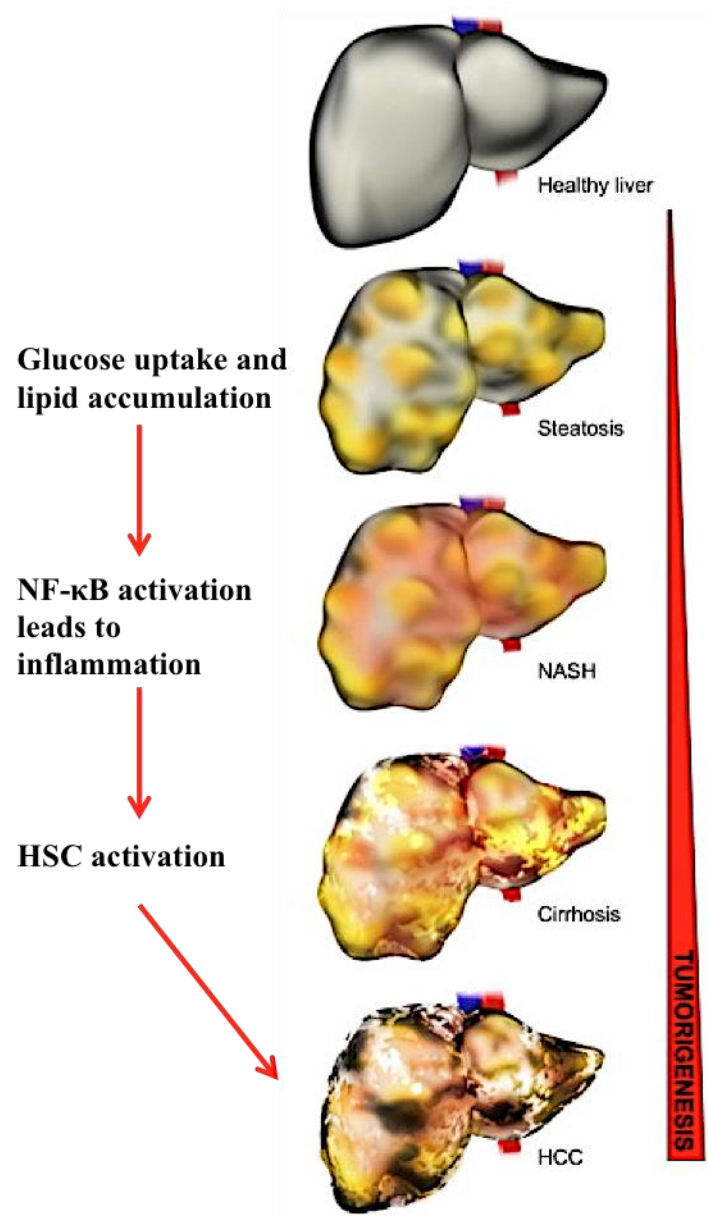 Healthy liver
Glucose uptake and
lipid accumulation
Steatosis
NF-κB activation
leads to
inflammation
NASH
HSC activation
Cirrhosis
HCC
TUMORIGENESIS